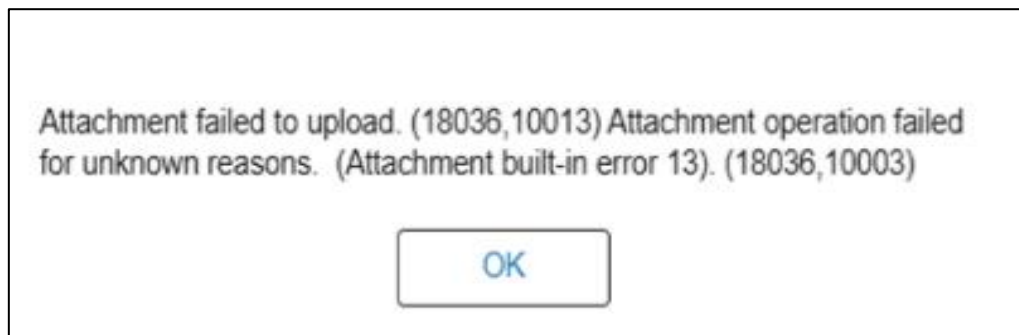 Attachment failed to upload. (18036,10013) Attachment operation failed
for unknown reasons.  (Attachment built-in error 13). (18036,10003)
OK